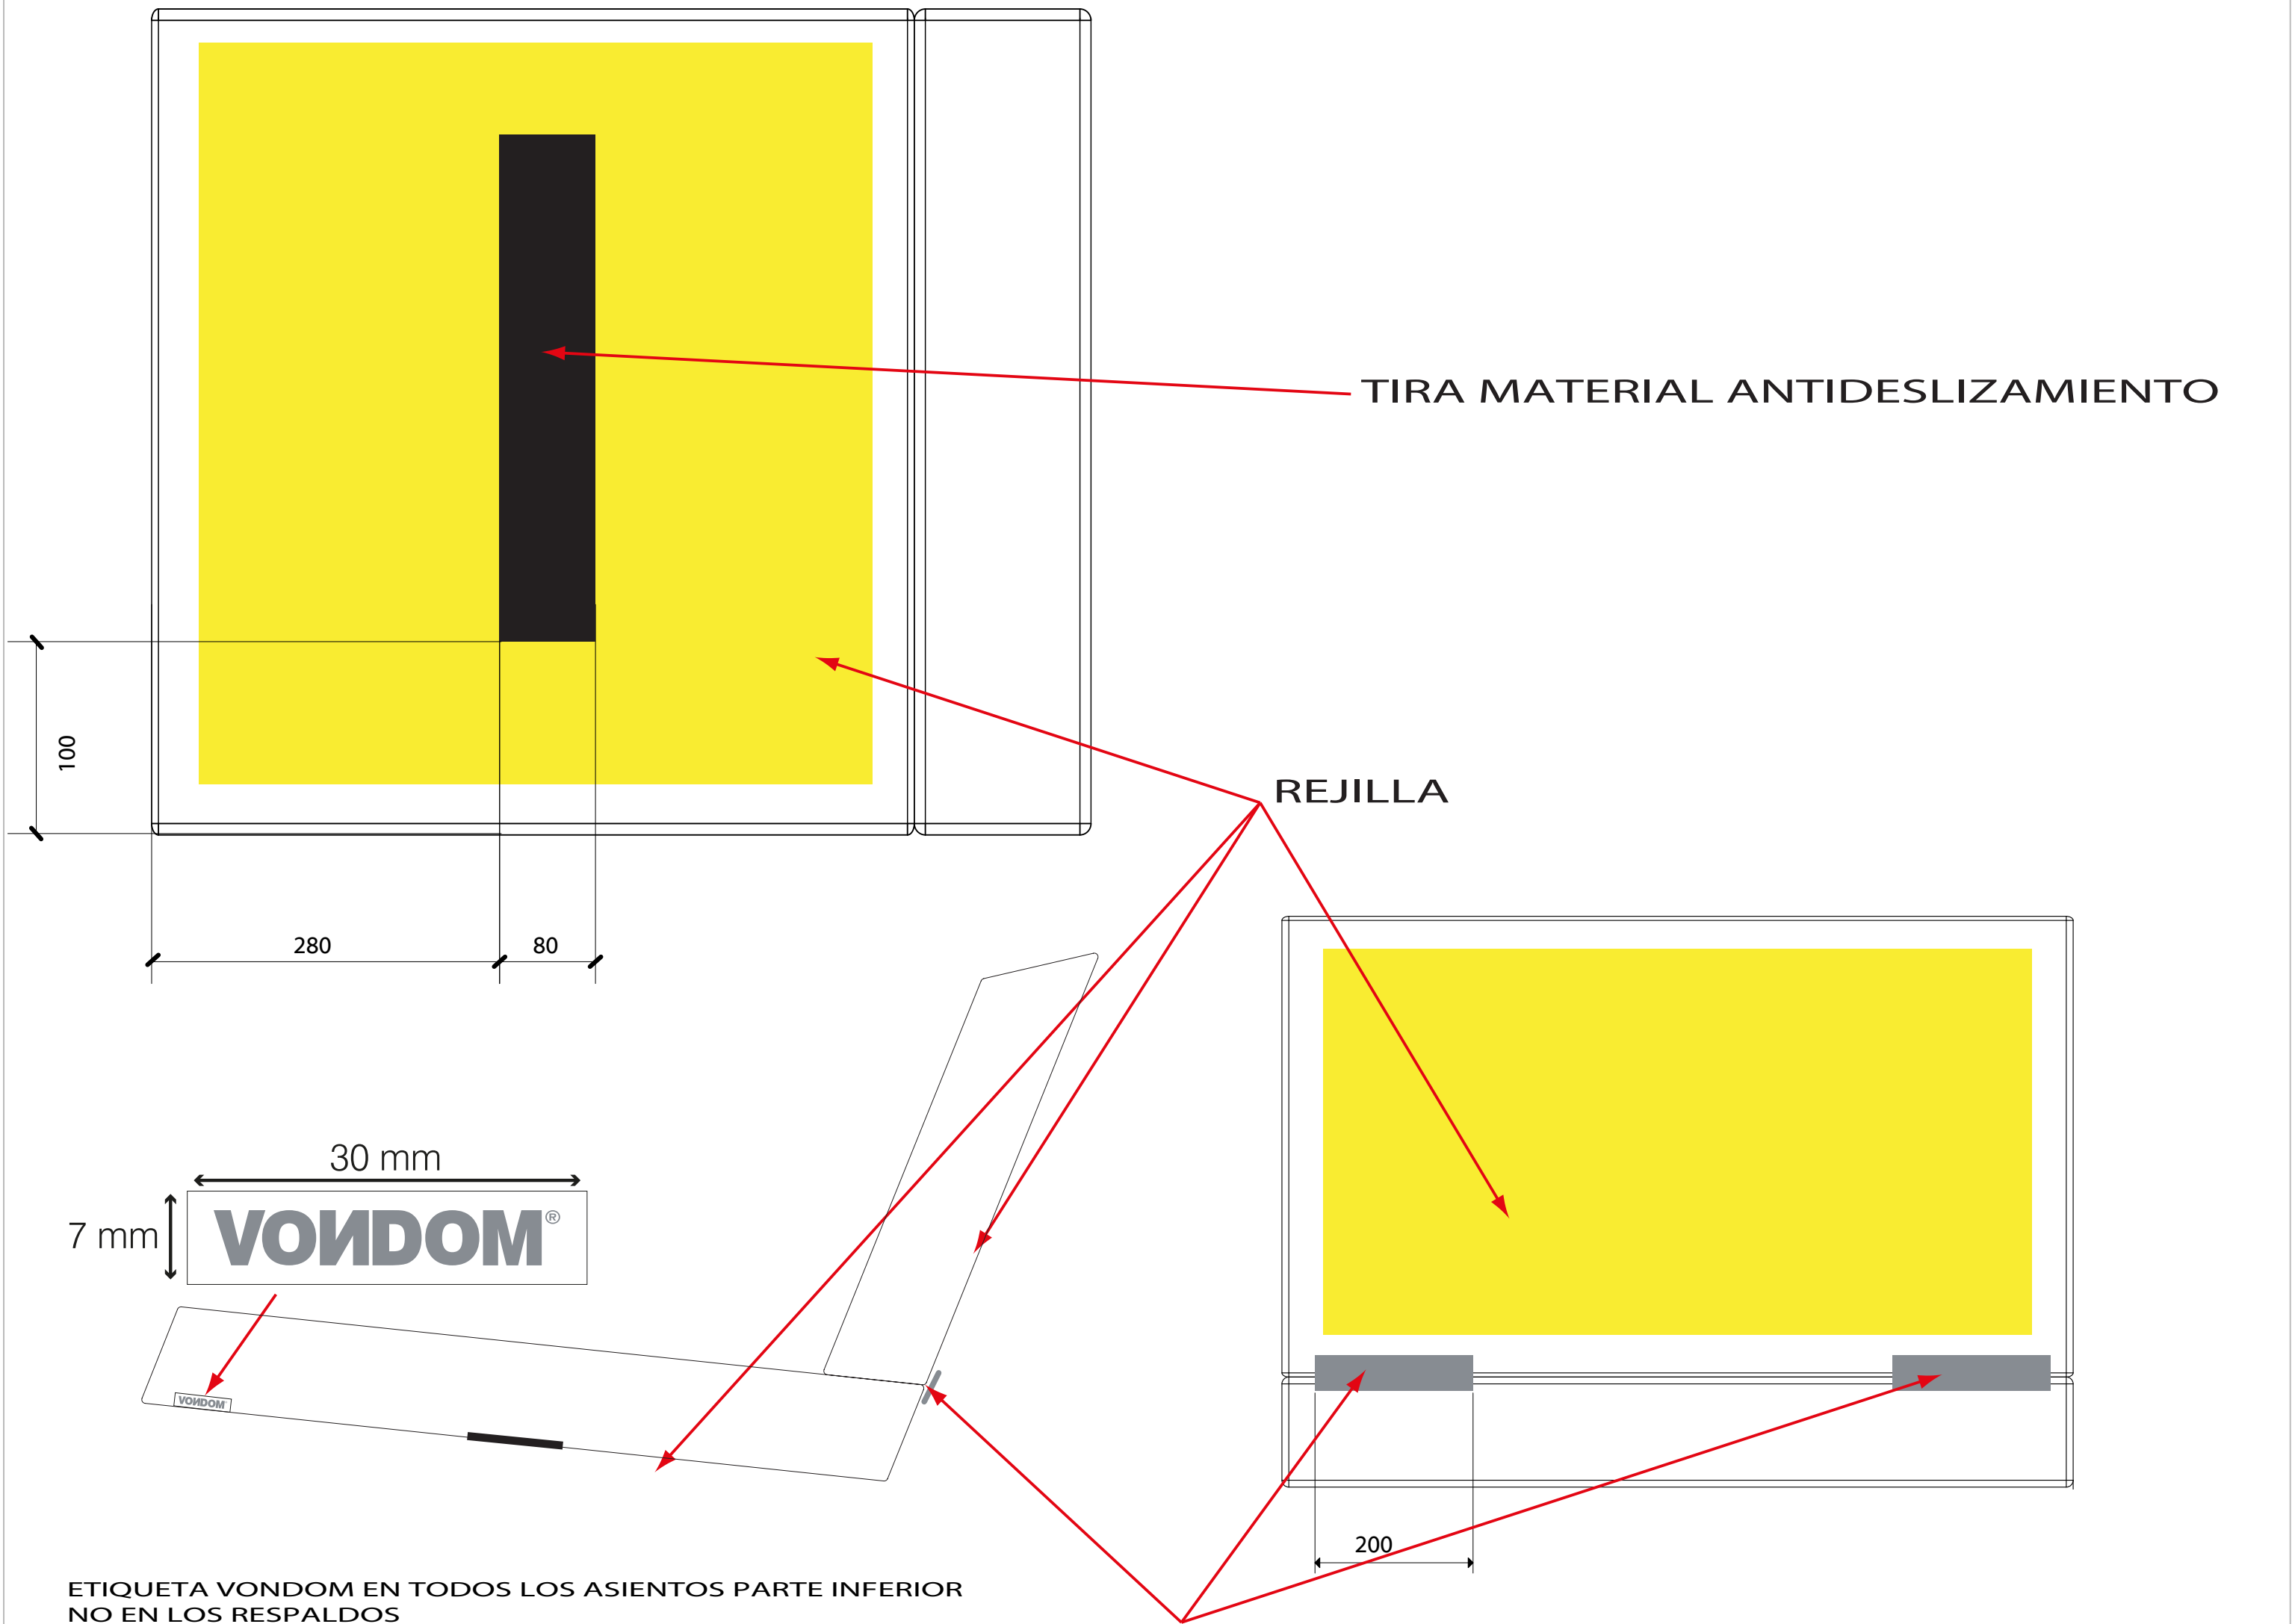 TIRA MATERIAL ANTIDESLIZAMIENTO
100
REJILLA
280
80
30 mm
7 mm
VONDOM®
VONDOM
200
ETIQUETA VONDOM EN TODOS LOS ASIENTOS PARTE INFERIOR
NO EN LOS RESPALDOS